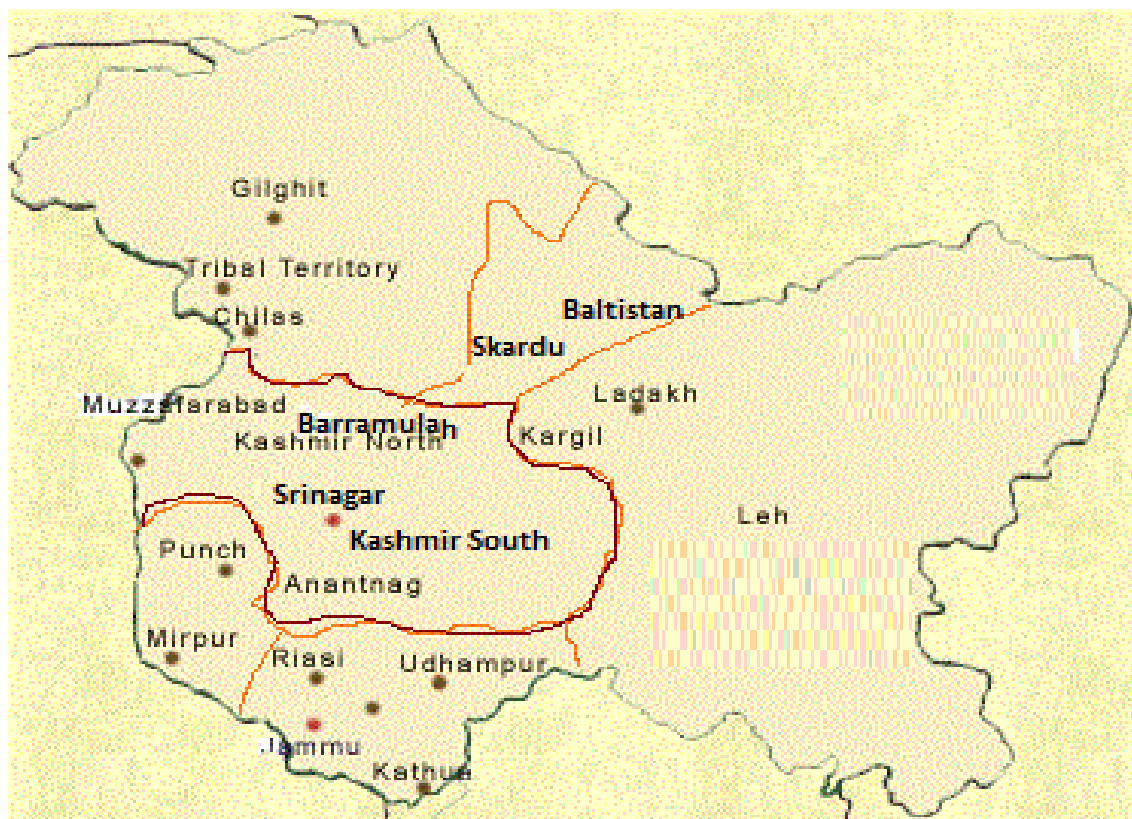 Gilghit
Tribal Territory
Chilas
Baltistan
Skardu
Muzzafarabad
Ladakh
Barramulah
Kashmir North
Kargil
Srinagar
Leh
Kashmir South
Punch
Anantnag
Mirpur
Riasi
Udhampur
Jammu
Kathua